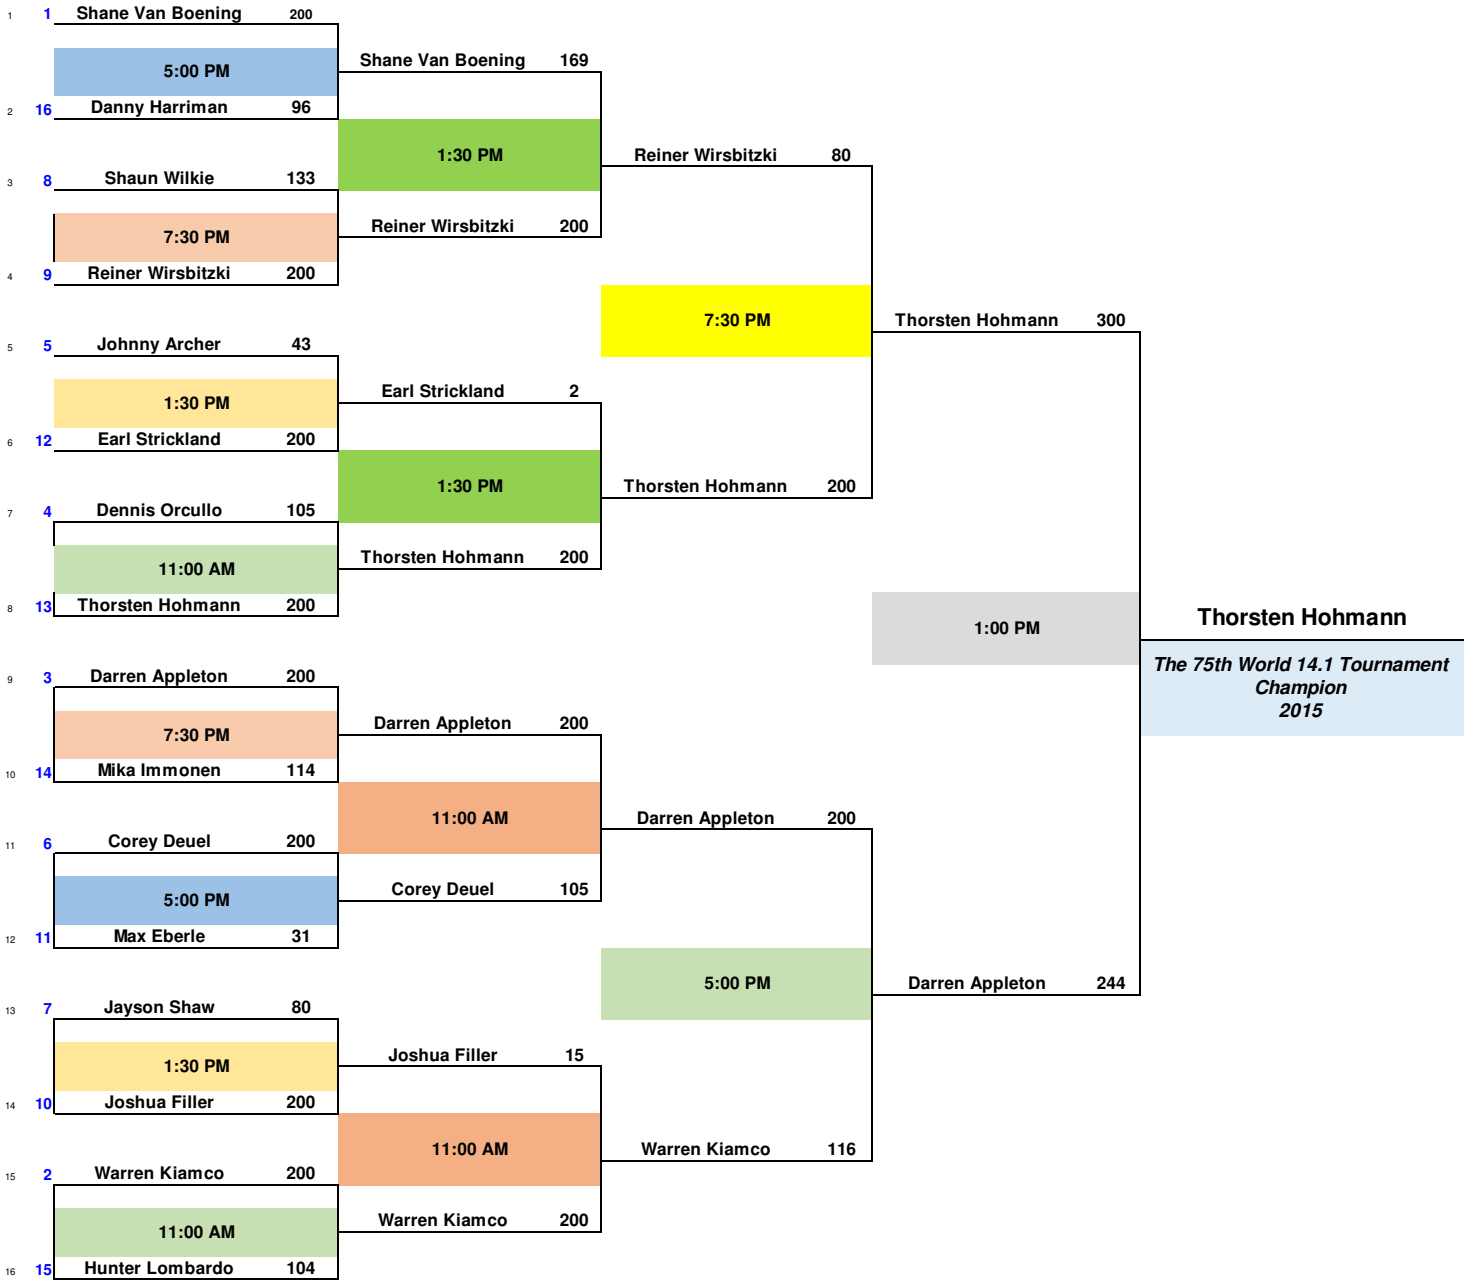 1 1 Shane Van Boening 200
5:00 PM
2 16 Danny Harriman 96
3 8 Shaun Wilkie 133
7:30 PM
4 9 Reiner Wirsbitzki 200
5 5 Johnny Archer 43
1:30 PM
6 12 Earl Strickland 200
7 4 Dennis Orcullo 105
11:00 AM
8 13 Thorsten Hohmann 200
9 3 Darren Appleton 200
7:30 PM
10 14 Mika Immonen 114
11 6 Corey Deuel 200
5:00 PM
12 11 Max Eberle 31
13 7 Jayson Shaw 80
1:30 PM
14 10 Joshua Filler 200
15 2 Warren Kiamco 200
11:00 AM
16 15 Hunter Lombardo 104
Shane Van Boening 169
1:30 PM
Reiner Wirsbitzki 200
Earl Strickland 2
1:30 PM
Thorsten Hohmann 200
Darren Appleton 200
11:00 AM
Corey Deuel 105
Joshua Filler 15
11:00 AM
Warren Kiamco 200
Reiner Wirsbitzki 80
7:30 PM
Thorsten Hohmann 200
Darren Appleton 200
5:00 PM
Warren Kiamco 116
Thorsten Hohmann 300
1:00 PM
Darren Appleton 244
Thorsten Hohmann
The 75th World 14.1 Tournament
Champion
2015